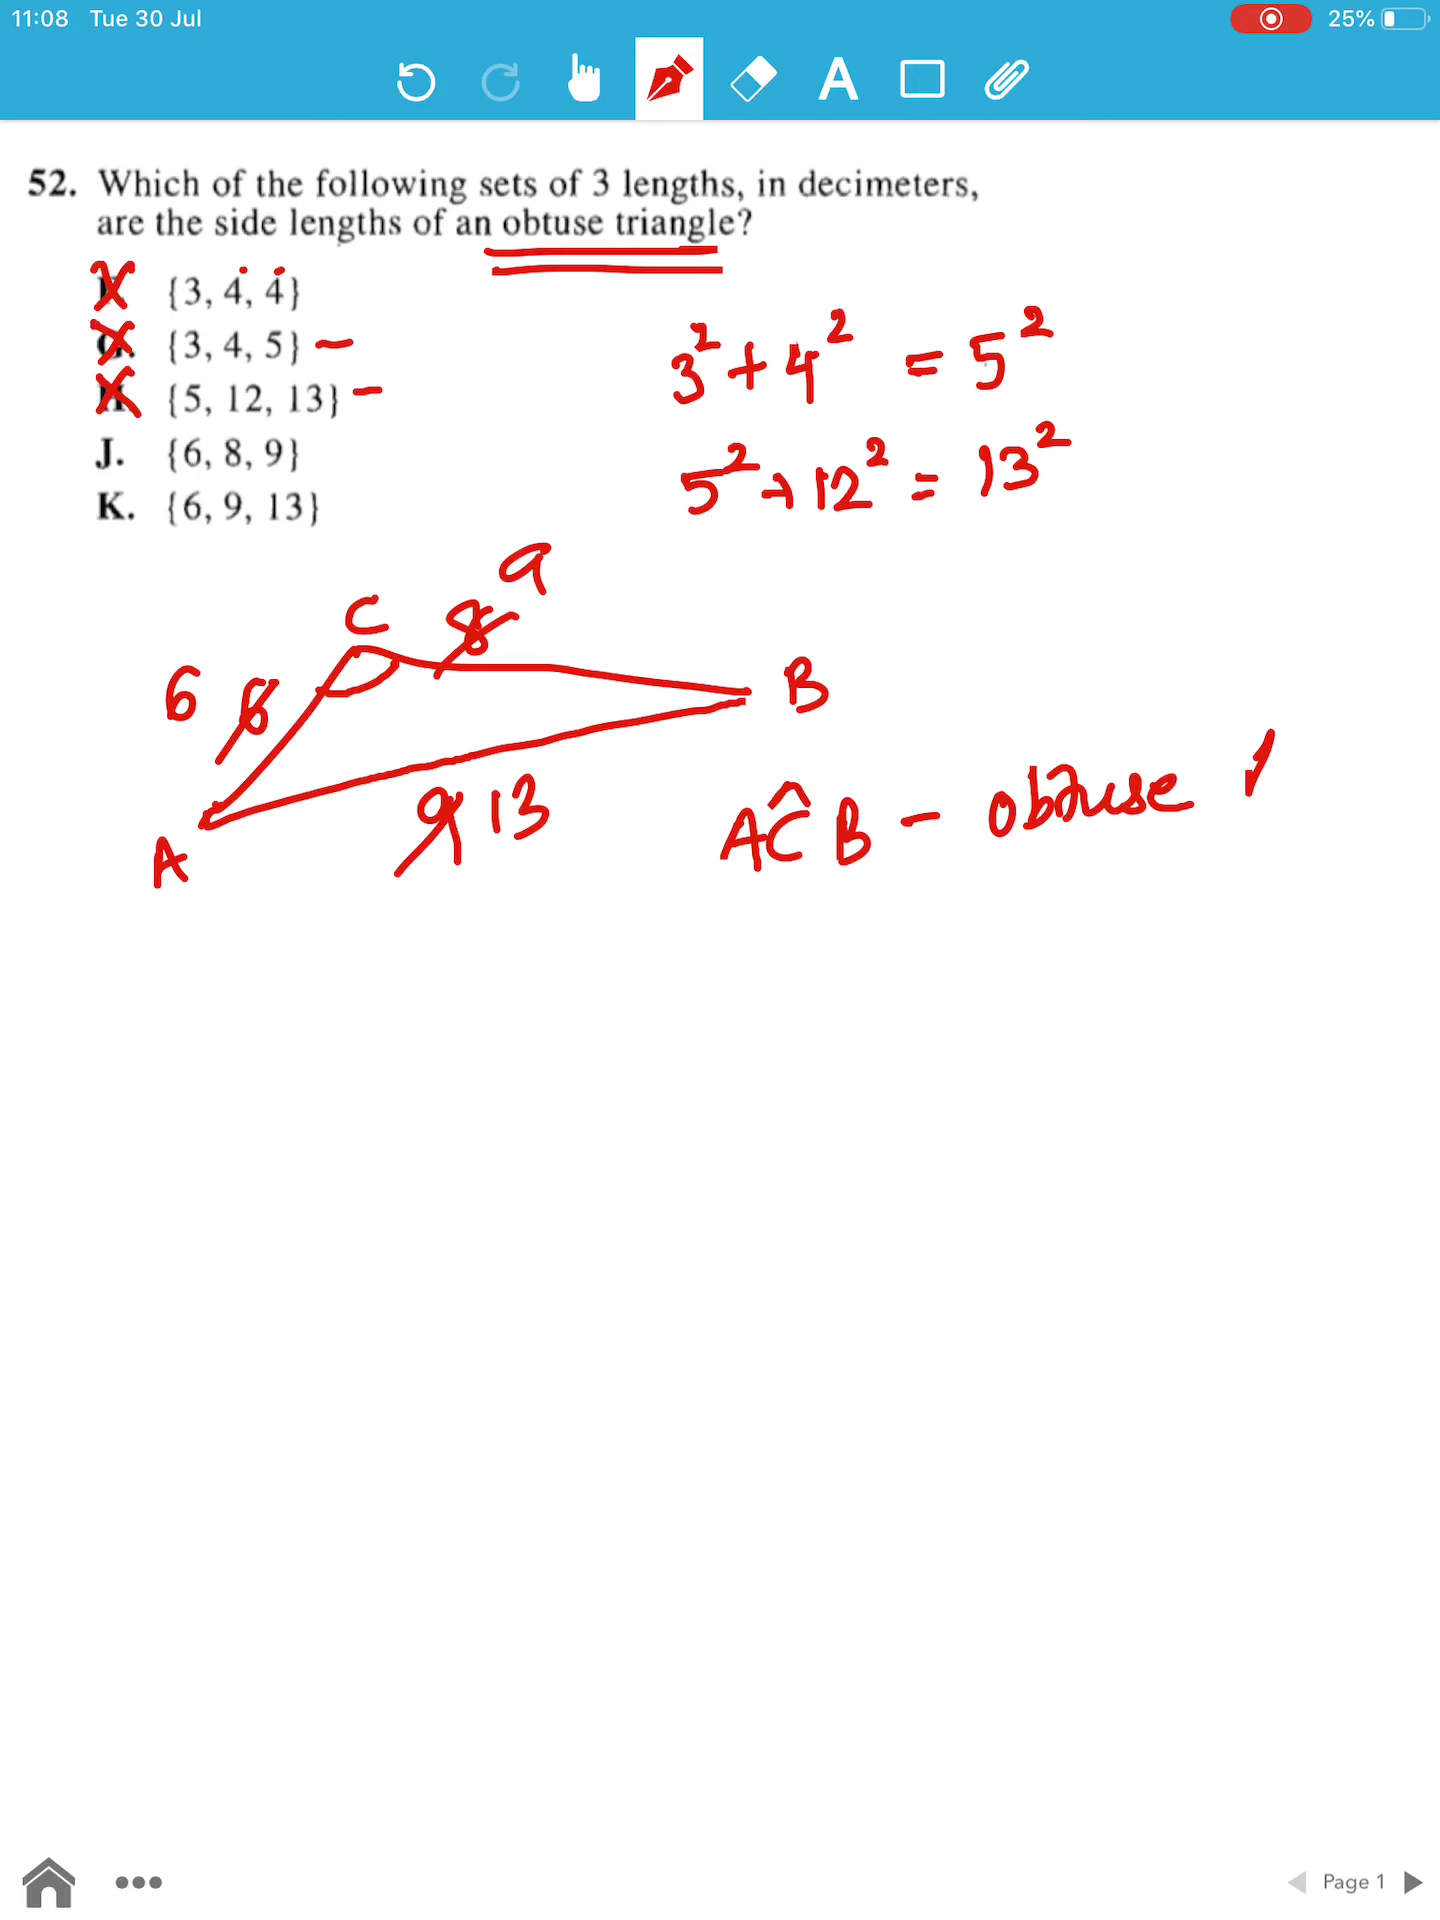 11:08 Tue 30 Jul 25%
A
52. Which of the following sets of 3 lengths, in decimeters,
are the side lengths of an obtuse triangle?
{3, 4, 4}
G. {3, 4, 5} –
H. {5, 12, 13} –
J. {6, 8, 9}
K. {6, 9, 13}
3² + 4² = 5²
5² + 12² = 13²
9
C 8
6 6 B
9 13
A
AĈB – obtuse
Page 1